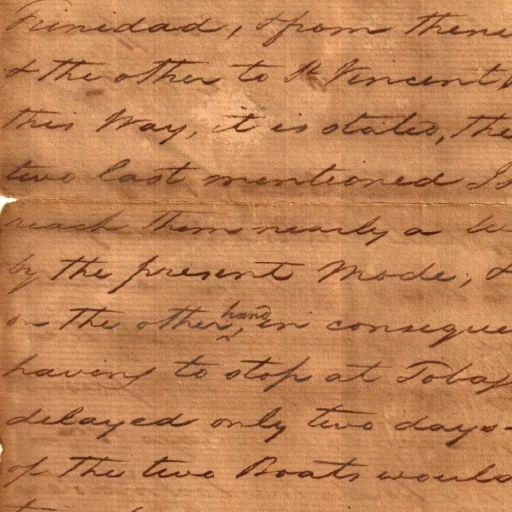 Trinidad, & from thence
& the other to St Vincent
this Way, it is stated, the
two last mentioned
reach them nearly a
by the present Mode, &
on the other hand, in conseque
having to stop at Tobag
delayed only two days
of the two Boats would